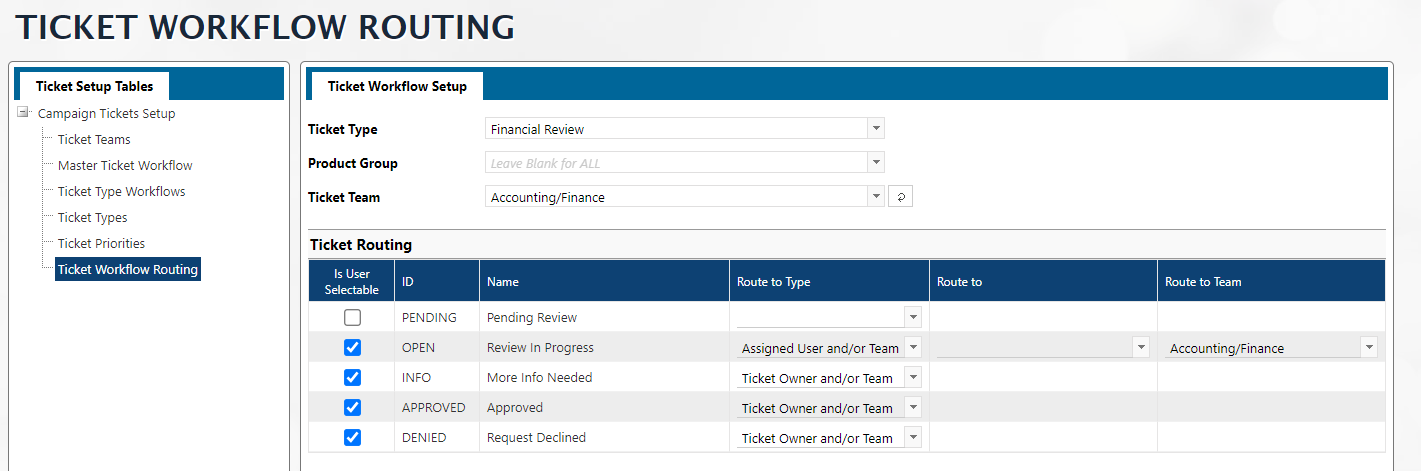 TICKET WORKFLOW ROUTING
Ticket Setup Tables
Campaign Tickets Setup
Ticket Teams
Master Ticket Workflow
Ticket Type Workflows
Ticket Types
Ticket Priorities
Ticket Workflow Routing
Ticket Workflow Setup
Ticket Type Financial Review
Product Group Leave Blank for ALL
Ticket Team Accounting/Finance
Ticket Routing
Is User Selectable ID Name Route to Type Route to Route to Team
PENDING Pending Review
OPEN Review In Progress Assigned User and/or Team Accounting/Finance
INFO More Info Needed Ticket Owner and/or Team
APPROVED Approved Ticket Owner and/or Team
DENIED Request Declined Ticket Owner and/or Team